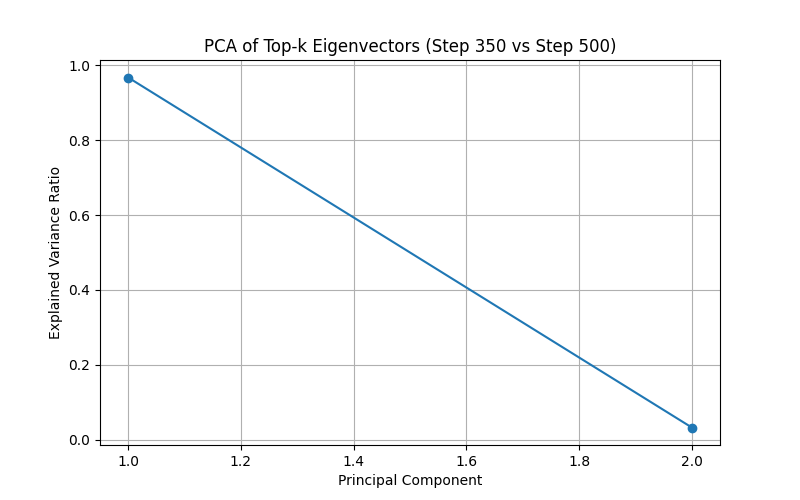 PCA of Top-k Eigenvectors (Step 350 vs Step 500)
Explained Variance Ratio
1.0
0.8
0.6
0.4
0.2
0.0
1.0 1.2 1.4 1.6 1.8 2.0
Principal Component